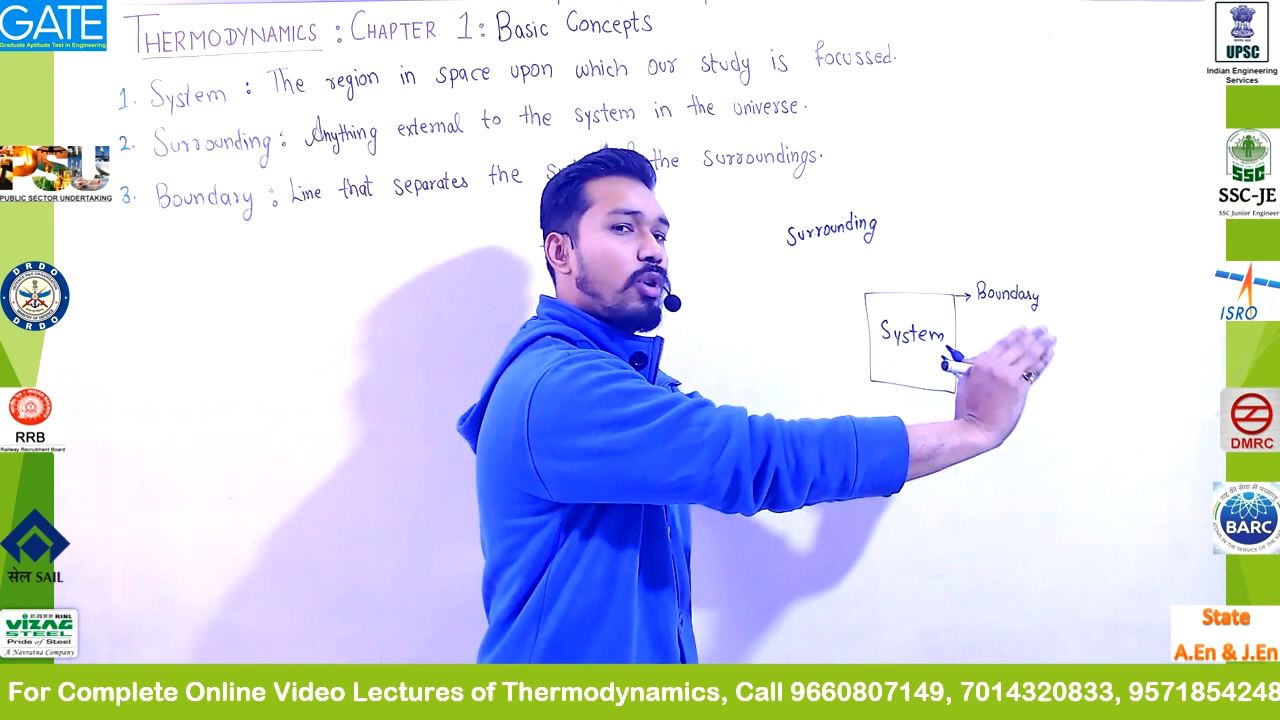 GATE
Graduate Aptitude Test in Engineering
THERMODYNAMICS : CHAPTER 1 : Basic Concepts
1. System : The region in space upon which our study is focussed.
2. Surrounding : Anything external to the system in the universe.
3. Boundary : Line that separates the the surroundings.
Surrounding
Boundary
System
PSU
PUBLIC SECTOR UNDERTAKING
DRDO
DRDO
RRB
Railway Recruitment Board
सेल SAIL
RINL
VIZAG
STEEL
Pride of Steel
A Navratna Company
UPSC
Indian Engineering
Services
SSC
SSC-JE
SSC Junior Engineer
ISRO
DMRC
BARC
State
A.En & J.En
For Complete Online Video Lectures of Thermodynamics, Call 9660807149, 7014320833, 9571854248